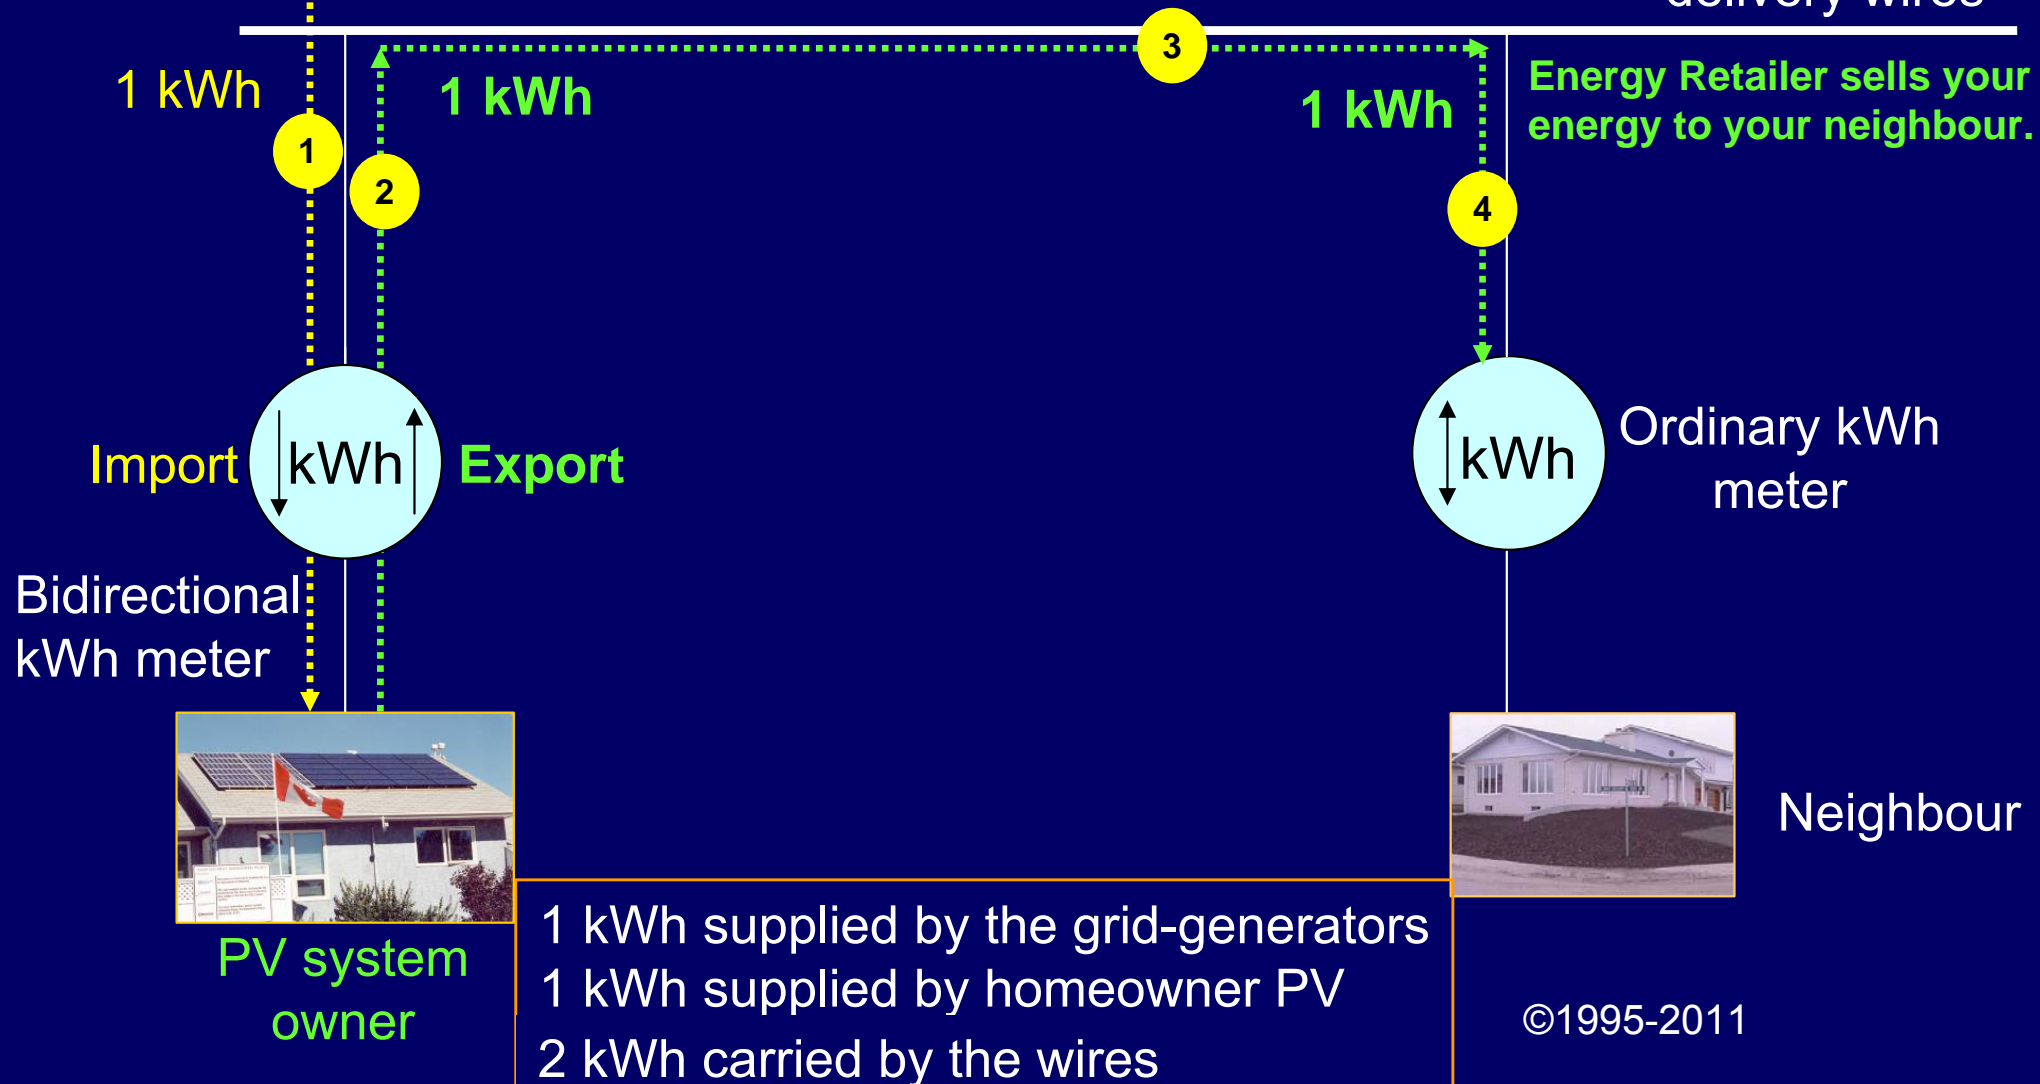 delivery wires
1 kWh
1 kWh
3
1 kWh
Energy Retailer sells your
energy to your neighbour.
1
2
4
Import
kWh
Export
kWh
Ordinary kWh
meter
Bidirectional
kWh meter
Neighbour
PV system
owner
1 kWh supplied by the grid-generators
1 kWh supplied by homeowner PV
2 kWh carried by the wires
©1995-2011